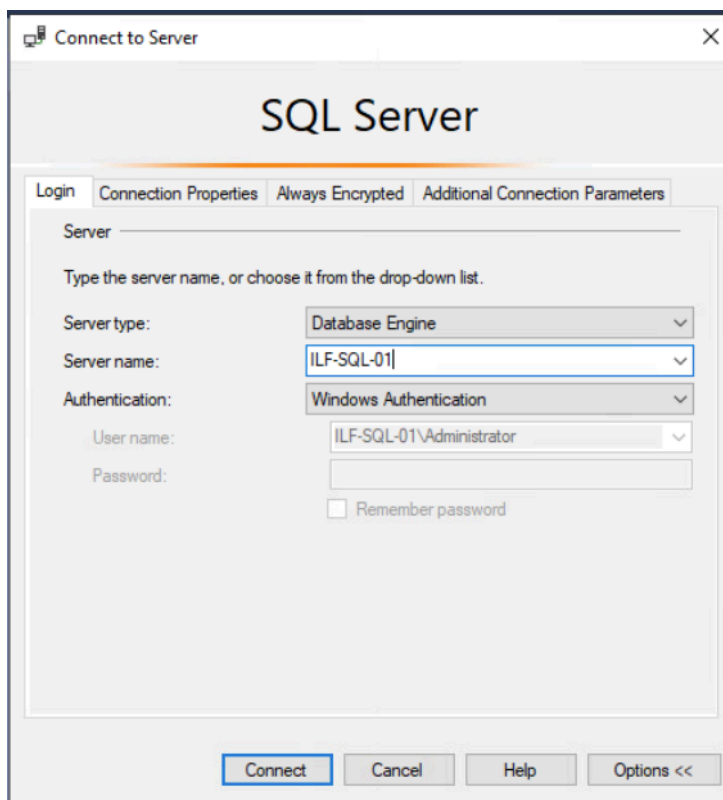 Connect to Server
SQL Server
Login Connection Properties Always Encrypted Additional Connection Parameters
Server
Type the server name, or choose it from the drop-down list.
Server type: Database Engine
Server name: ILF-SQL-01
Authentication: Windows Authentication
User name: ILF-SQL-01\Administrator
Password:
Remember password
Connect Cancel Help Options <<